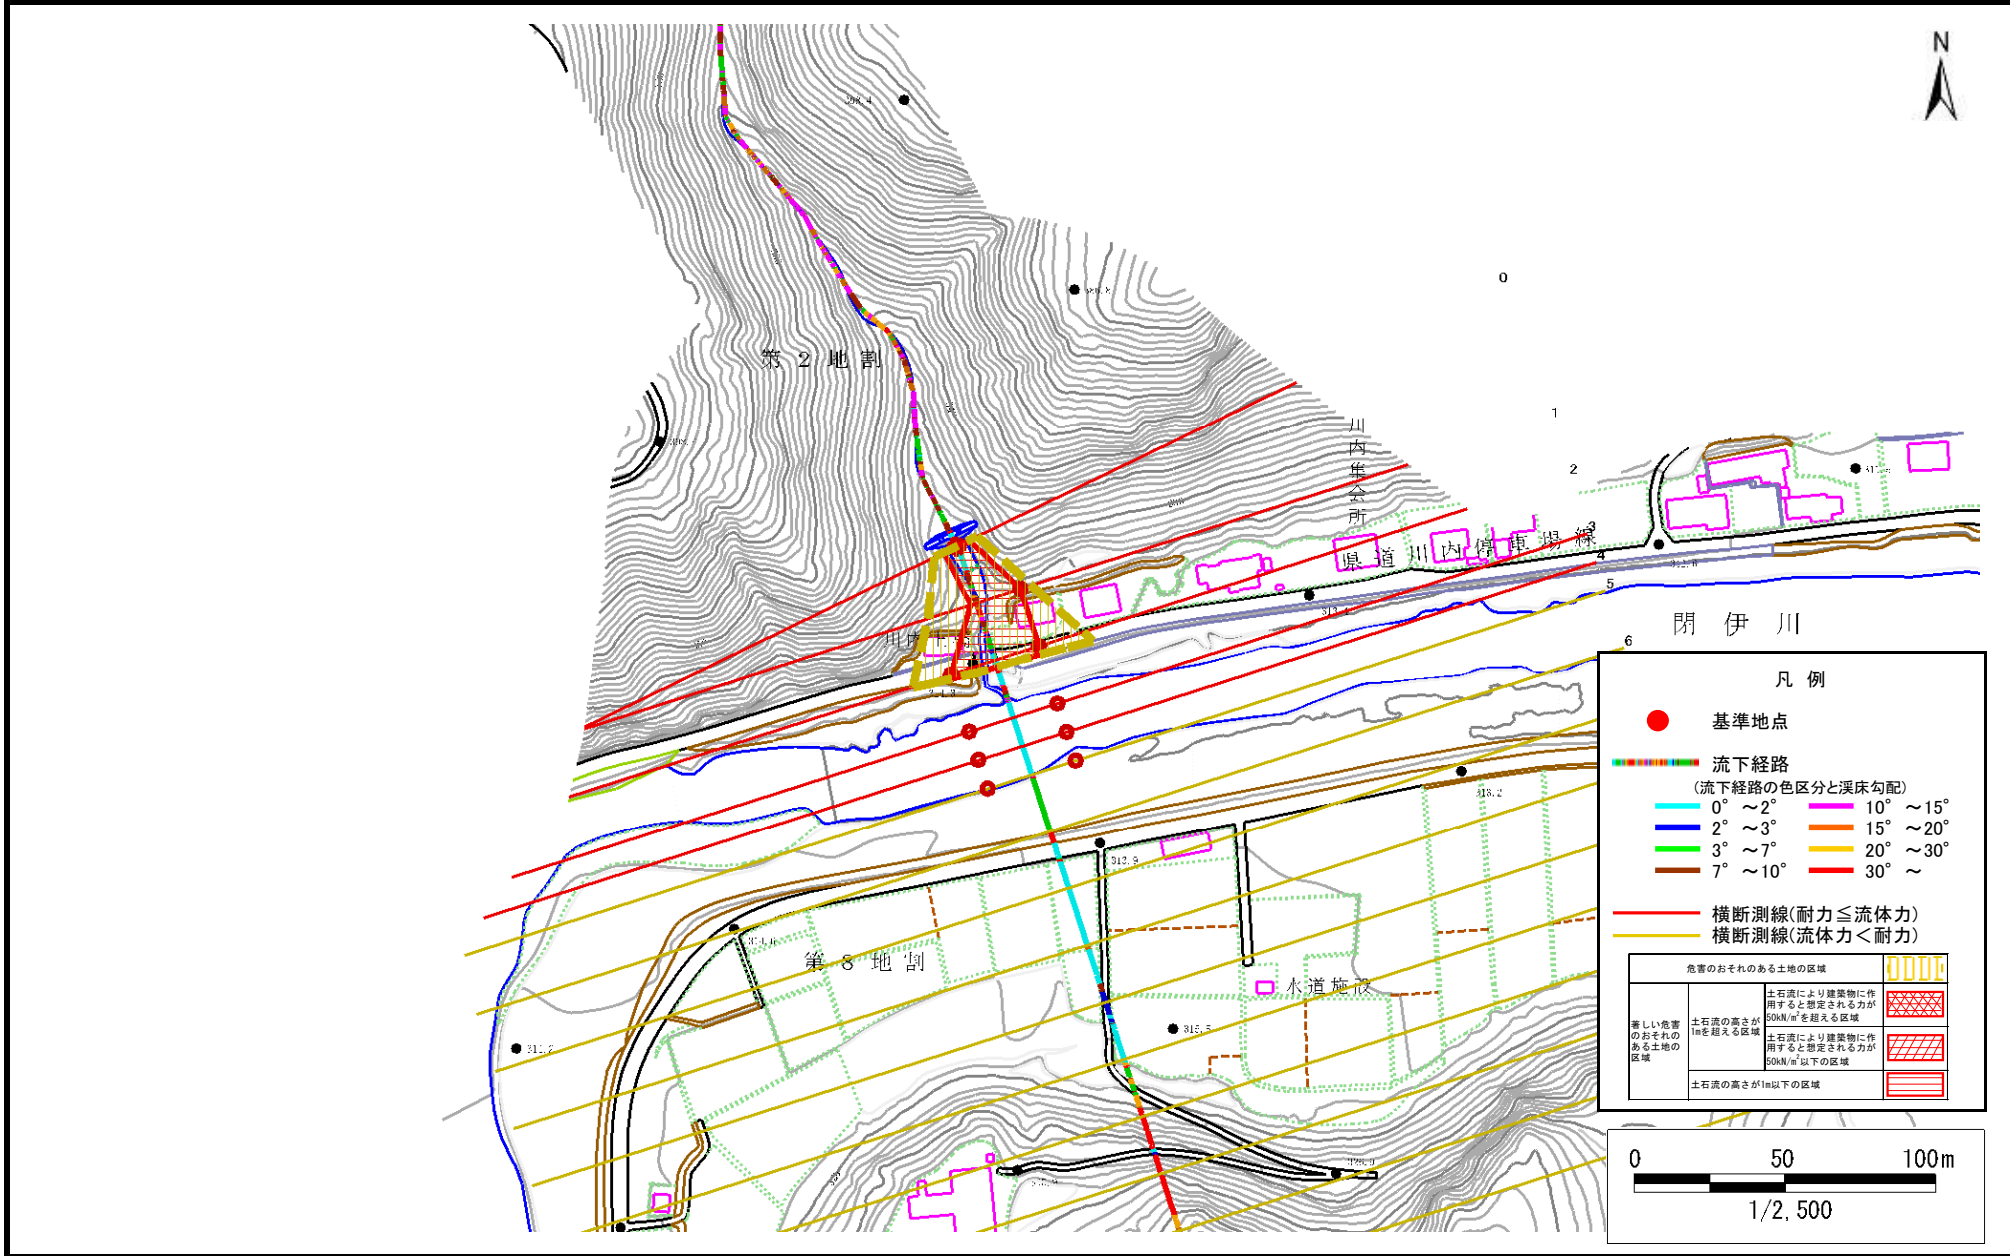 N
398.4
0
第2地割
1
川内集会所
2
3
県道川内停車場線
4
313.4
5
閉伊川
6
凡 例
基準地点
流下経路
(流下経路の色区分と渓床勾配)
0° ～2°
10° ～15°
2° ～3°
15° ～20°
3° ～7°
20° ～30°
7° ～10°
30° ～
横断測線(耐力≦流体力)
横断測線(流体力＜耐力)
危害のおそれのある土地の区域
著しい危害のおそれのある土地の区域
土石流の高さが1mを超える区域
土石流により建築物に作用すると想定される力が50kN/m²を超える区域
土石流により建築物に作用すると想定される力が50kN/m²以下の区域
土石流の高さが1m以下の区域
313.2
313.9
314.6
第8地割
水道施設
315.5
311.2
0 50 100m
1/2,500